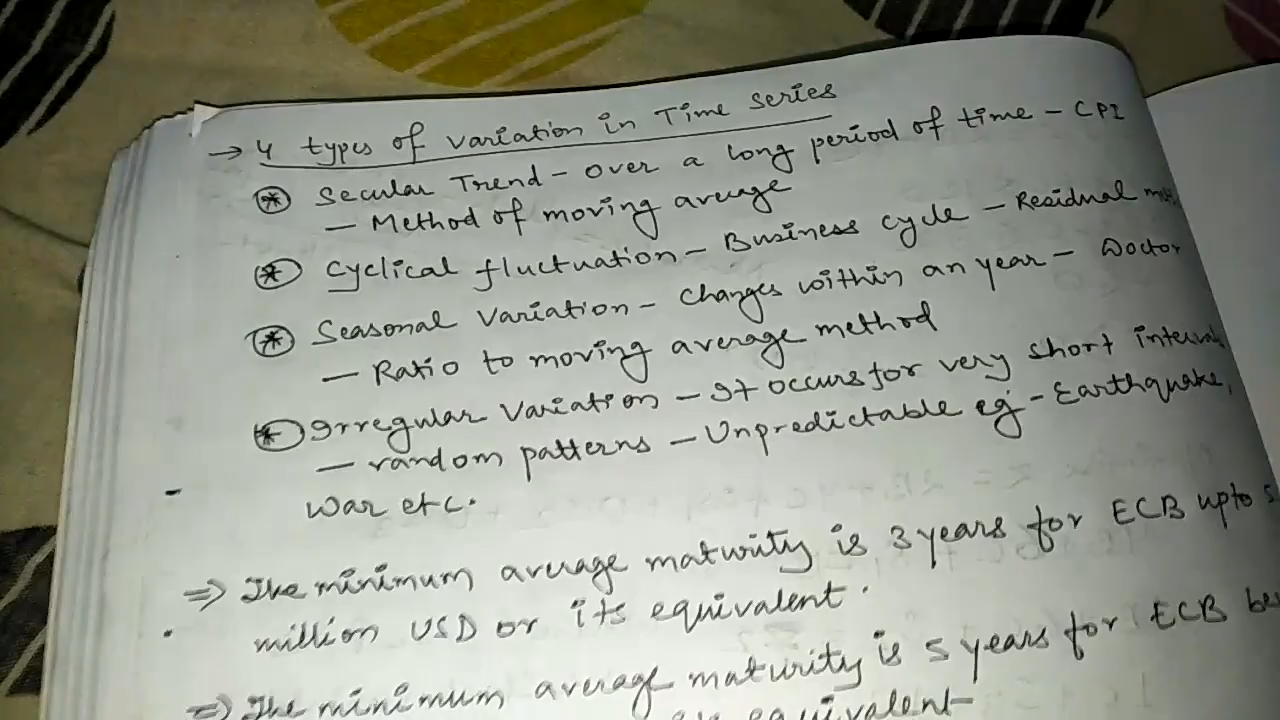 → 4 types of variation in Time series
⊛ Secular Trend - over a long period of time - CPI
— Method of moving average
⊛ Cyclical fluctuation - Business cycle - Residual
⊛ Seasonal Variation - changes within an year - Doctor
— Ratio to moving average method
⊛ Irregular Variation - It occurs for very short interval
— random patterns - Unpredictable eg - Earthquake,
war etc.
⇒ The minimum average maturity is 3 years for ECB upto
million USD or its equivalent.
⇒ The minimum average maturity is 5 years for ECB
equivalent